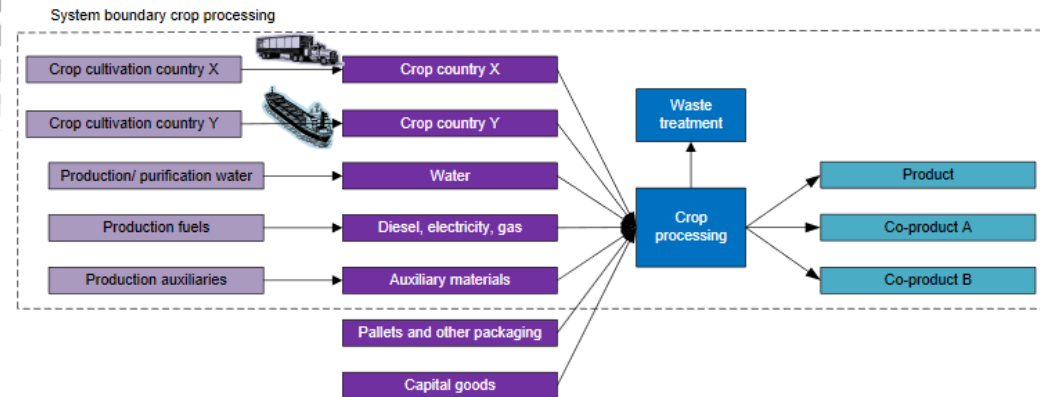 System boundary crop processing
Crop cultivation country X
Crop country X
Crop cultivation country Y
Crop country Y
Waste
treatment
Production/ purification water
Water
Product
Production fuels
Diesel, electricity, gas
Crop
processing
Co-product A
Production auxiliaries
Auxiliary materials
Co-product B
Pallets and other packaging
Capital goods